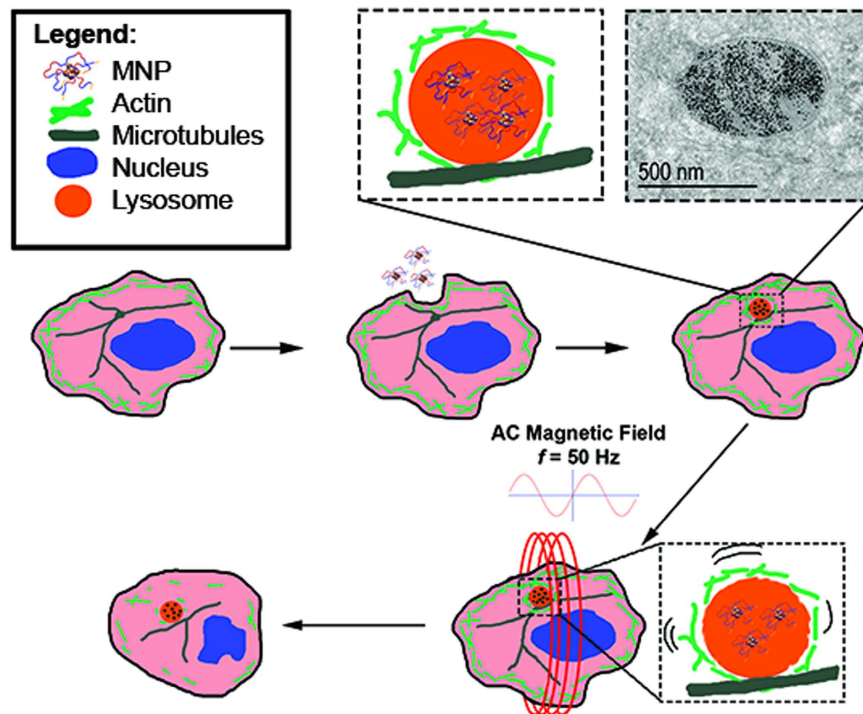 Legend:
MNP
Actin
Microtubules
Nucleus
Lysosome
500 nm
AC Magnetic Field
f = 50 Hz